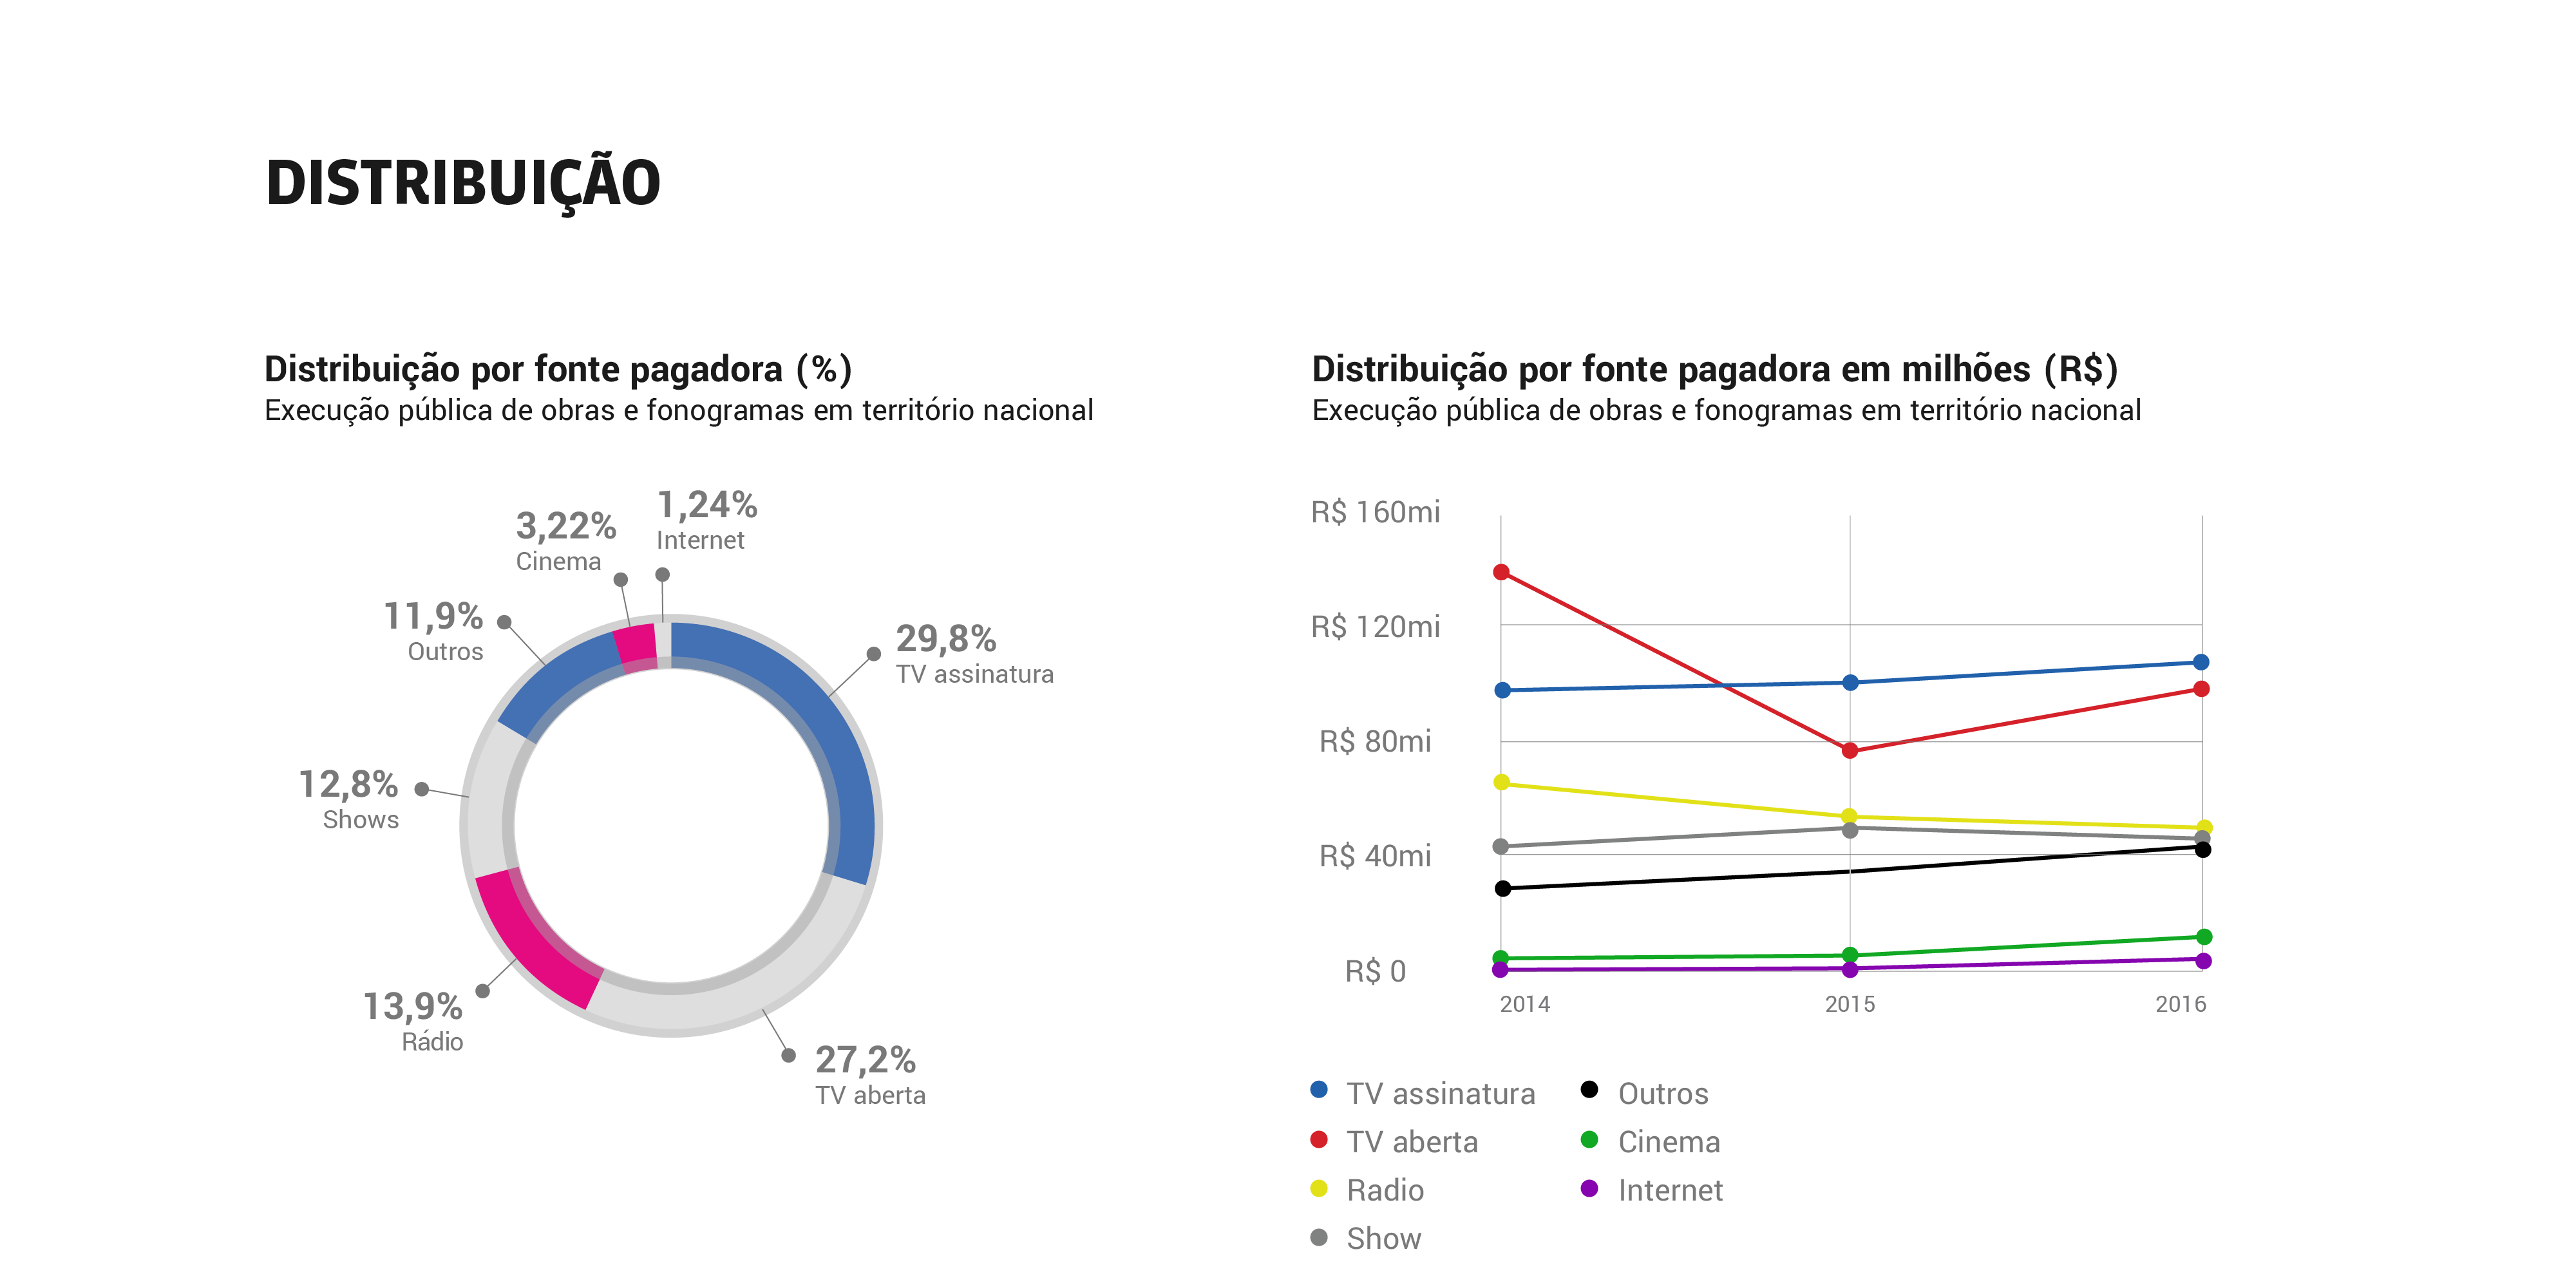 DISTRIBUIÇÃO
Distribuição por fonte pagadora (%)
Execução pública de obras e fonogramas em território nacional
1,24%
Internet
3,22%
Cinema
11,9%
Outros
29,8%
TV assinatura
12,8%
Shows
13,9%
Rádio
27,2%
TV aberta
Distribuição por fonte pagadora em milhões (R$)
Execução pública de obras e fonogramas em território nacional
R$ 160mi
R$ 120mi
R$ 80mi
R$ 40mi
R$ 0
2014 2015 2016
TV assinatura
TV aberta
Radio
Show
Outros
Cinema
Internet